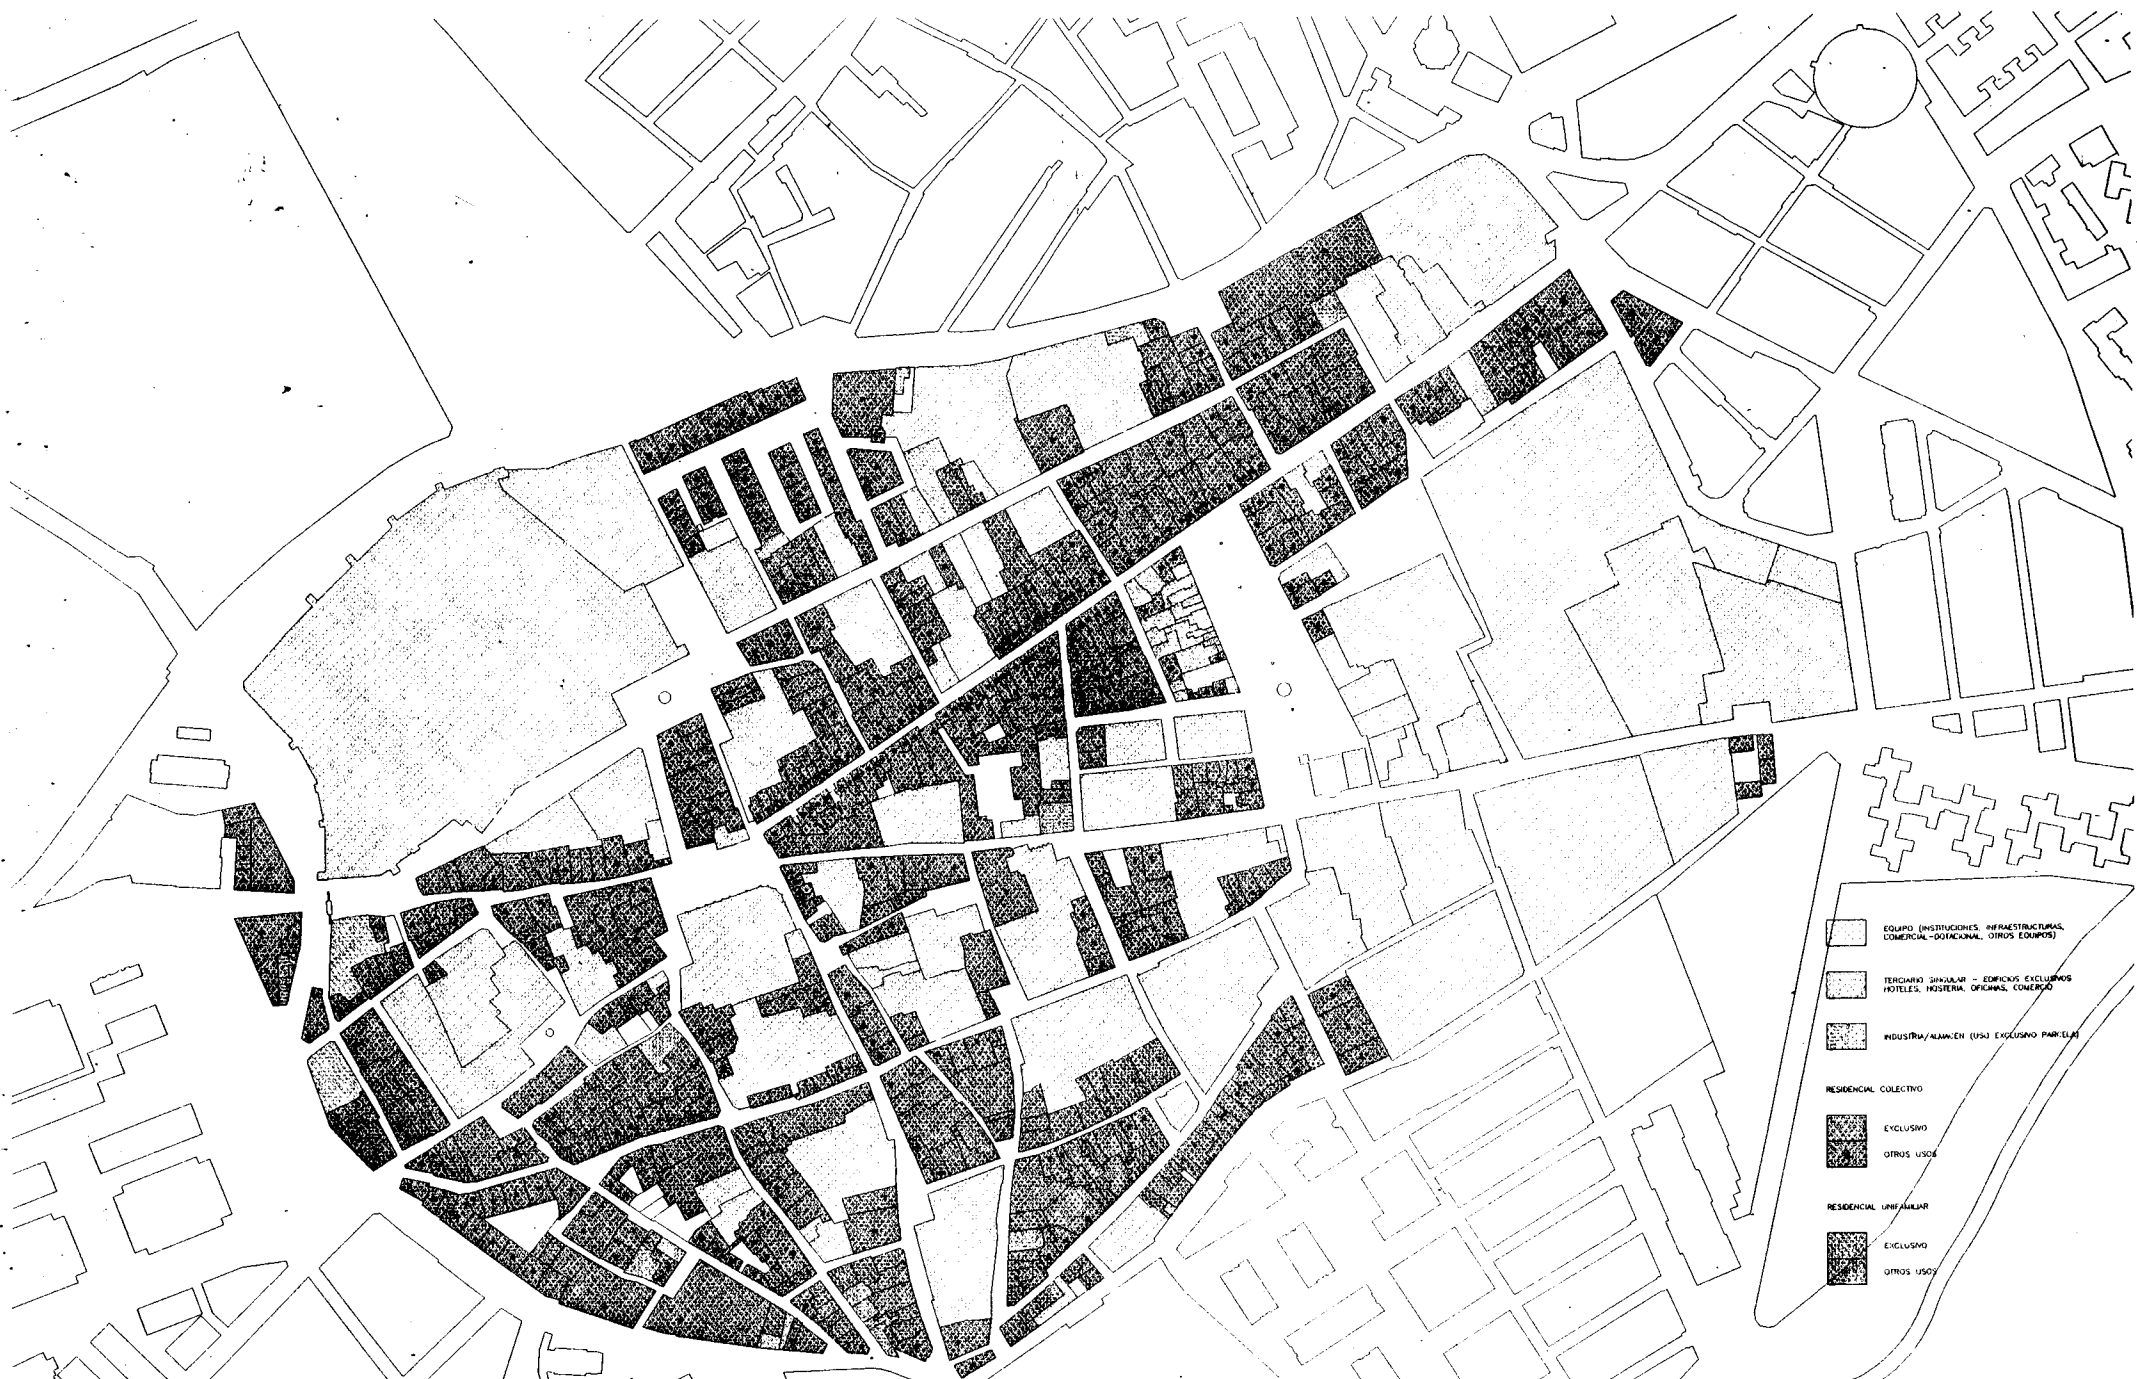 EQUIPO (INSTITUCIONES, INFRAESTRUCTURAS,
COMERCIAL-DOTACIONAL, OTROS EQUIPOS)
TERCIARIO SINGULAR - EDIFICIOS EXCLUSIVOS
HOTELES, HOSTERIA, OFICINAS, COMERCIO
INDUSTRIA/ALMACEN (USO EXCLUSIVO PARCELA)
RESIDENCIAL COLECTIVO
EXCLUSIVO
OTROS USOS
RESIDENCIAL UNIFAMILIAR
EXCLUSIVO
OTROS USOS